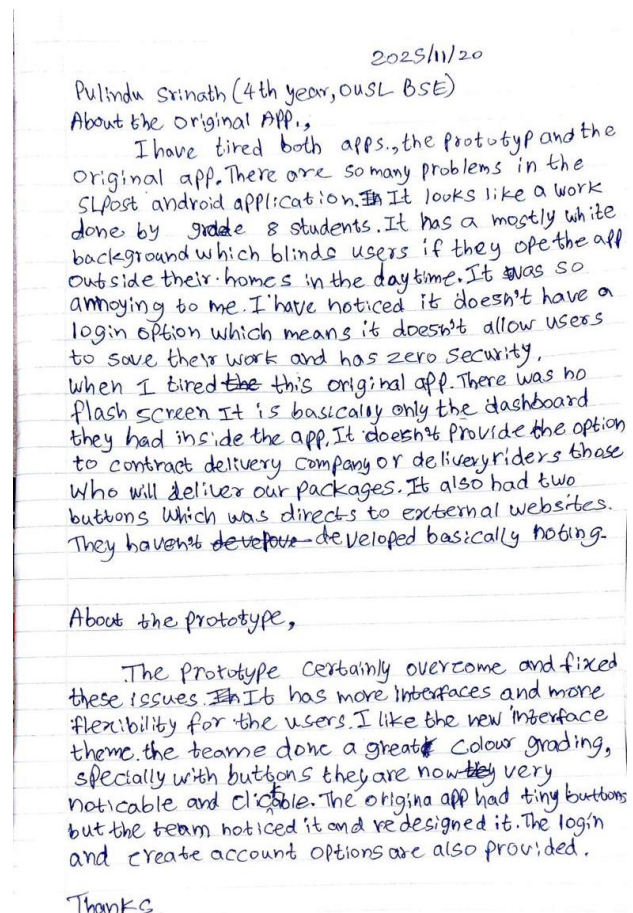 2025/11/20
Pulindu Srinath (4th year, OUSL BSE)
About the original App.,
I have tired both apps., the prototyp and the
original app. There are so many problems in the
SLPost android application. It looks like a work
done by grade 8 students. It has a mostly white
background which blinds users if they ope the app
outside their homes in the daytime. It was so
annoying to me. I have noticed it doesn't have a
login option which means it doesn't allow users
to save their work and has zero security.
when I tired the this original app. There was no
flash screen It is basicaloy only the dashboard
they had inside the app. It doesn't provide the option
to contract delivery company or delivery riders those
who will deliver our packages. It also had two
buttons which was directs to external websites.
They haven't develoved developed basically noting.
About the prototype,
The prototype certainly overcome and fixed
these issues. It has more interfaces and more
flexibility for the users. I like the new interface
theme. the teame done a great colour grading,
specially with buttons they are now they very
noticable and clictable. The origina app had tiny buttons
but the team noticed it and redesigned it. The login
and create account options are also provided.
Thanks